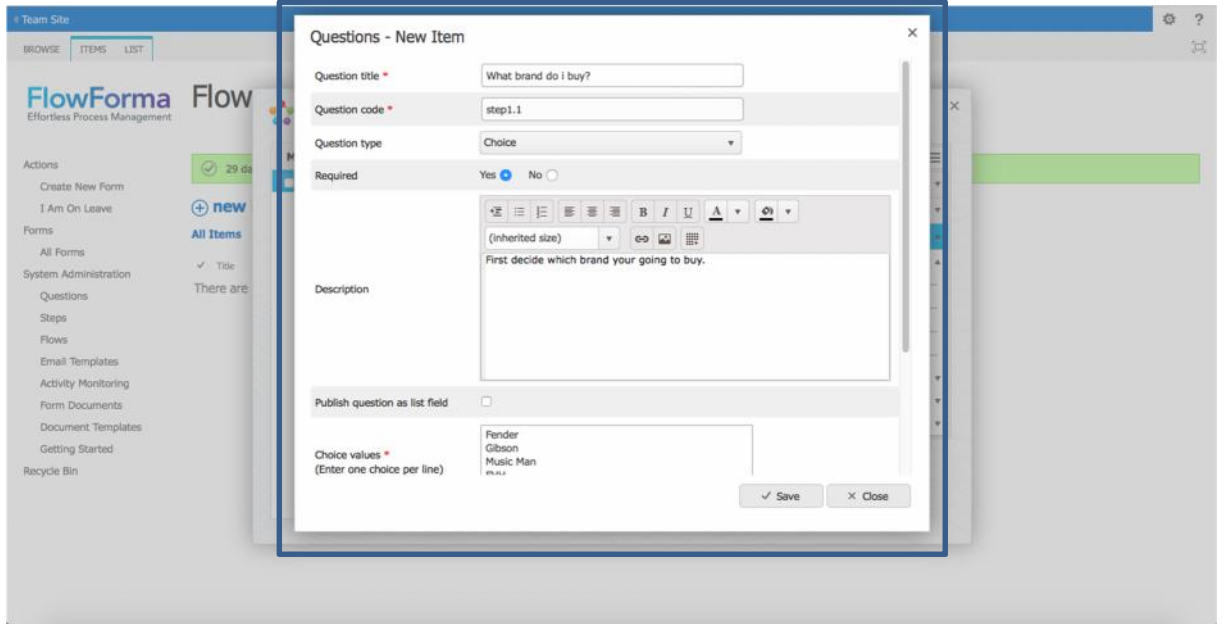 Team Site
?
BROWSE ITEMS LIST
FlowForma
Effortless Process Management
Flow
Actions
Create New Form
I Am On Leave
Forms
All Forms
System Administration
Questions
Steps
Flows
Email Templates
Activity Monitoring
Form Documents
Document Templates
Getting Started
Recycle Bin
29 da
new
All Items
Title
There are
M
Questions - New Item
Question title *
What brand do i buy?
Question code *
step1.1
Question type
Choice
Required
Yes No
B I U A
(inherited size)
Description
First decide which brand your going to buy.
Publish question as list field
Choice values *
(Enter one choice per line)
Fender
Gibson
Music Man
Save
Close